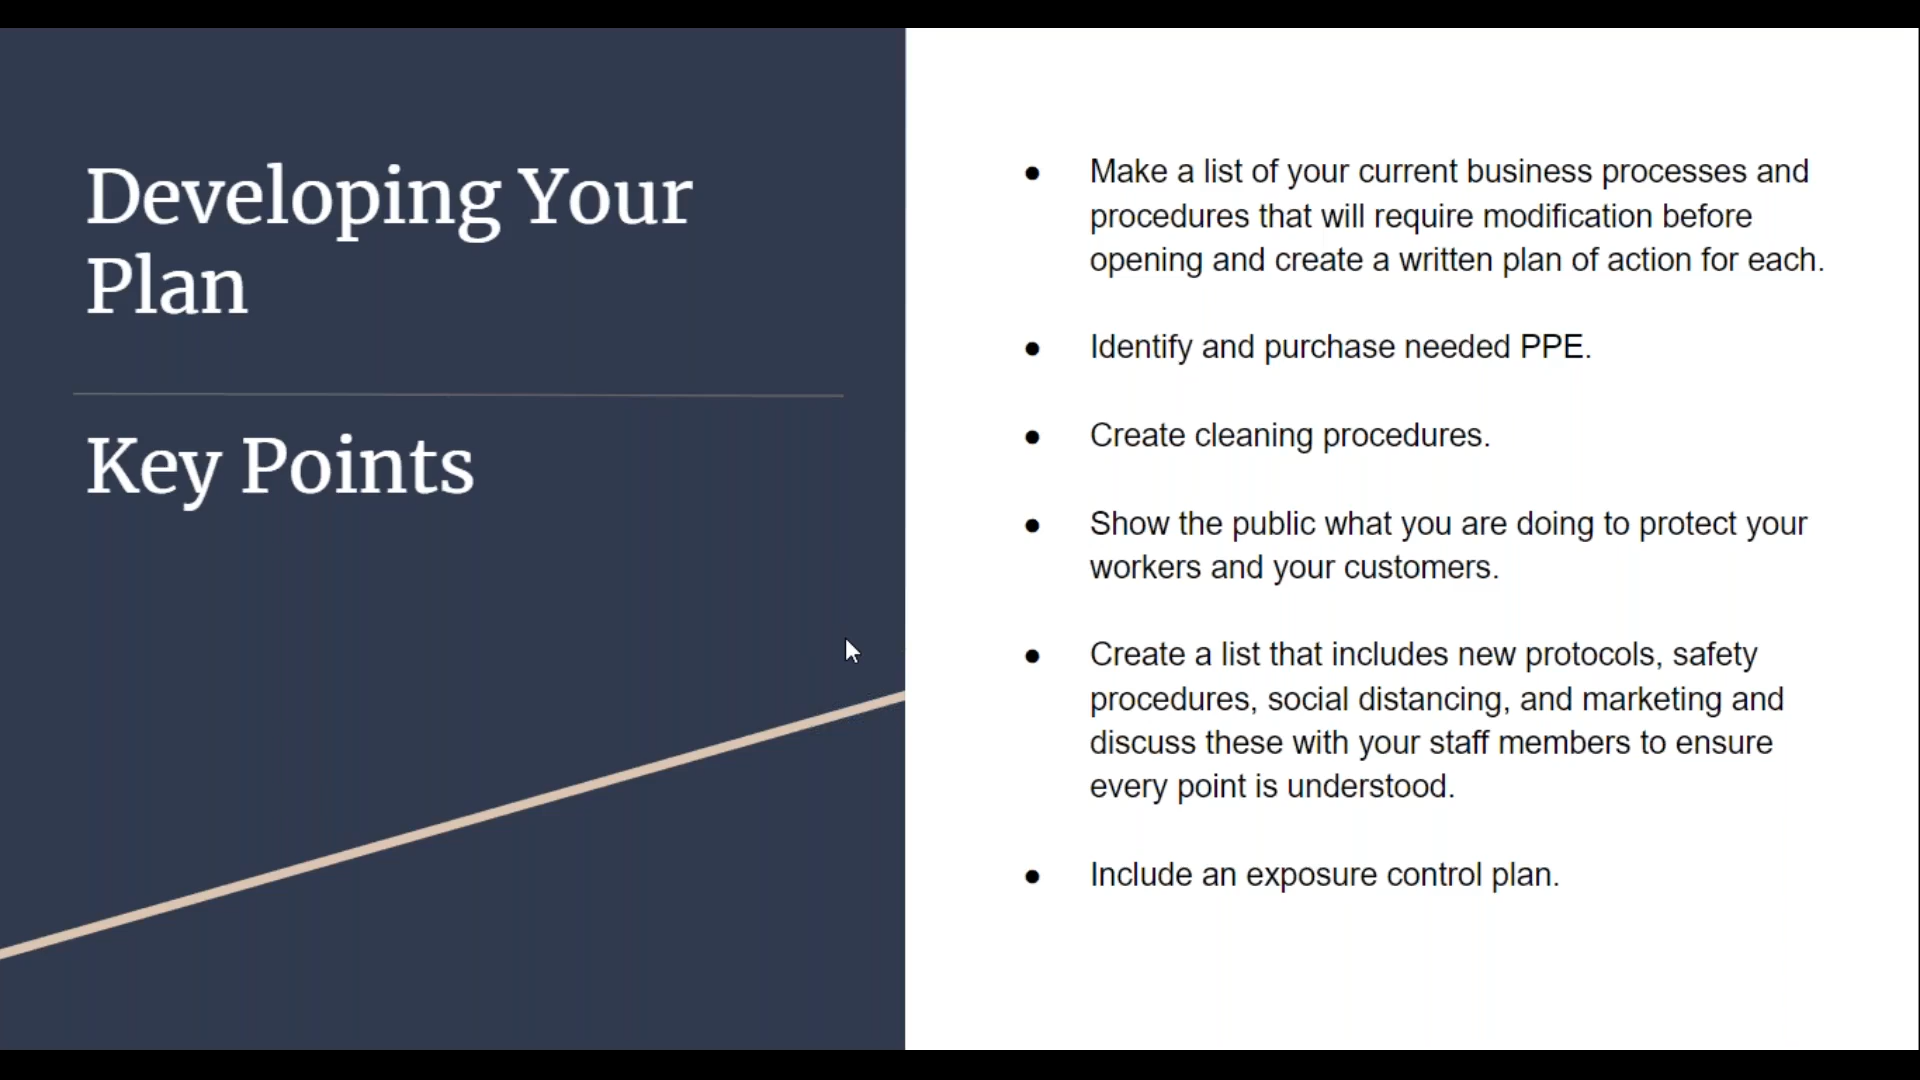 Developing Your
Plan
Key Points
● Make a list of your current business processes and
procedures that will require modification before
opening and create a written plan of action for each.
● Identify and purchase needed PPE.
● Create cleaning procedures.
● Show the public what you are doing to protect your
workers and your customers.
● Create a list that includes new protocols, safety
procedures, social distancing, and marketing and
discuss these with your staff members to ensure
every point is understood.
● Include an exposure control plan.